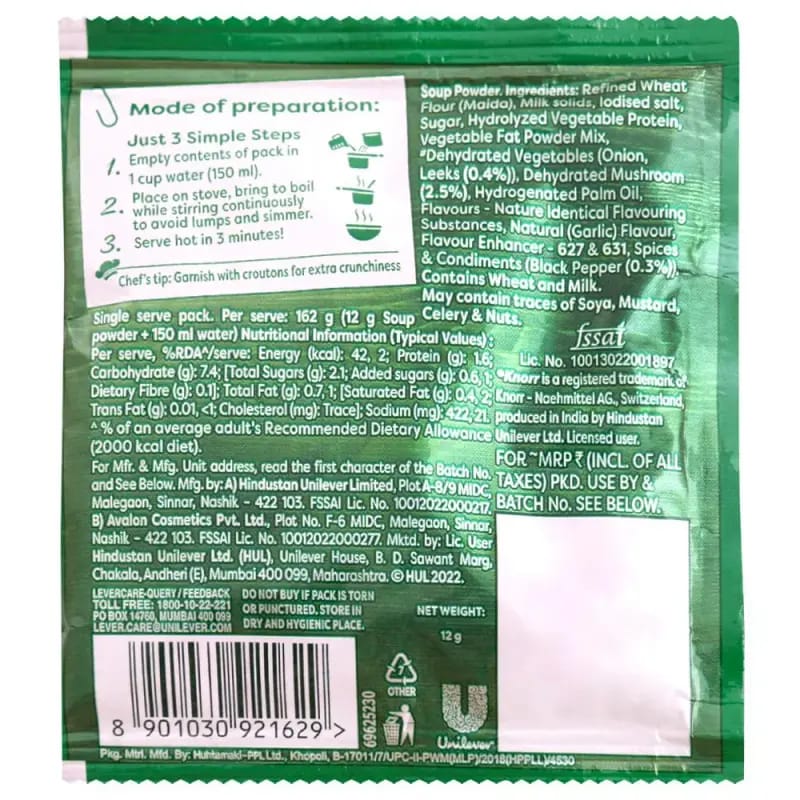 Mode of preparation:
Just 3 Simple Steps
1. Empty contents of pack in
1 cup water (150 ml).
2. Place on stove, bring to boil
while stirring continuously
to avoid lumps and simmer.
3. Serve hot in 3 minutes!
Chef's tip: Garnish with croutons for extra crunchiness
Soup Powder. Ingredients: Refined Wheat
Flour (Maida), Milk solids, Iodised salt,
Sugar, Hydrolyzed Vegetable Protein,
Vegetable Fat Powder Mix,
#Dehydrated Vegetables (Onion,
Leeks (0.4%)), Dehydrated Mushroom
(2.5%), Hydrogenated Palm Oil,
Flavours - Nature Identical Flavouring
Substances, Natural (Garlic) Flavour,
Flavour Enhancer - 627 & 631, Spices
& Condiments (Black Pepper (0.3%)).
Contains Wheat and Milk.
May contain traces of Soya, Mustard,
Celery & Nuts.
Single serve pack. Per serve: 162 g (12 g Soup
powder + 150 ml water) Nutritional Information (Typical Values) :
Per serve, %RDA^/serve: Energy (kcal): 42, 2; Protein (g): 1.6;
Carbohydrate (g): 7.4; [Total Sugars (g): 2.1; Added sugars (g): 0.6, 1;
Dietary Fibre (g): 0.1]; Total Fat (g): 0.7, 1; [Saturated Fat (g): 0.4, 2;
Trans Fat (g): 0.01, <1; Cholesterol (mg): Trace]; Sodium (mg): 422, 21.
^ % of an average adult's Recommended Dietary Allowance
(2000 kcal diet).
fssai
Lic. No. 10013022001897
*Knorr is a registered trademark of
Knorr - Naehmittel AG., Switzerland,
produced in India by Hindustan
Unilever Ltd. Licensed user.
For Mfr. & Mfg. Unit address, read the first character of the Batch No.
and See Below. Mfg. by: A) Hindustan Unilever Limited, Plot A-8/9 MIDC,
Malegaon, Sinnar, Nashik - 422 103. FSSAI Lic. No. 10012022000217.
B) Avalon Cosmetics Pvt. Ltd., Plot No. F-6 MIDC, Malegaon, Sinnar,
Nashik - 422 103. FSSAI Lic. No. 10012022000277. Mktd. by: Lic. User
Hindustan Unilever Ltd. (HUL), Unilever House, B. D. Sawant Marg,
Chakala, Andheri (E), Mumbai 400 099, Maharashtra. © HUL 2022.
FOR ~MRP ₹ (INCL. OF ALL
TAXES) PKD. USE BY &
BATCH No. SEE BELOW.
LEVERCARE-QUERY / FEEDBACK
TOLL FREE: 1800-10-22-221
PO BOX 14760, MUMBAI 400 099
LEVER.CARE@UNILEVER.COM
DO NOT BUY IF PACK IS TORN
OR PUNCTURED. STORE IN
DRY AND HYGIENIC PLACE.
NET WEIGHT:
12 g
8 901030 921629 >
69625230
7
OTHER
Unilever
Pkg. Mtrl. Mfd. By: Huhtamaki-PPL Ltd., Khopoli, B-17011/7/UPC-II-PWM(MLP)/2018(HPPLL)/4530